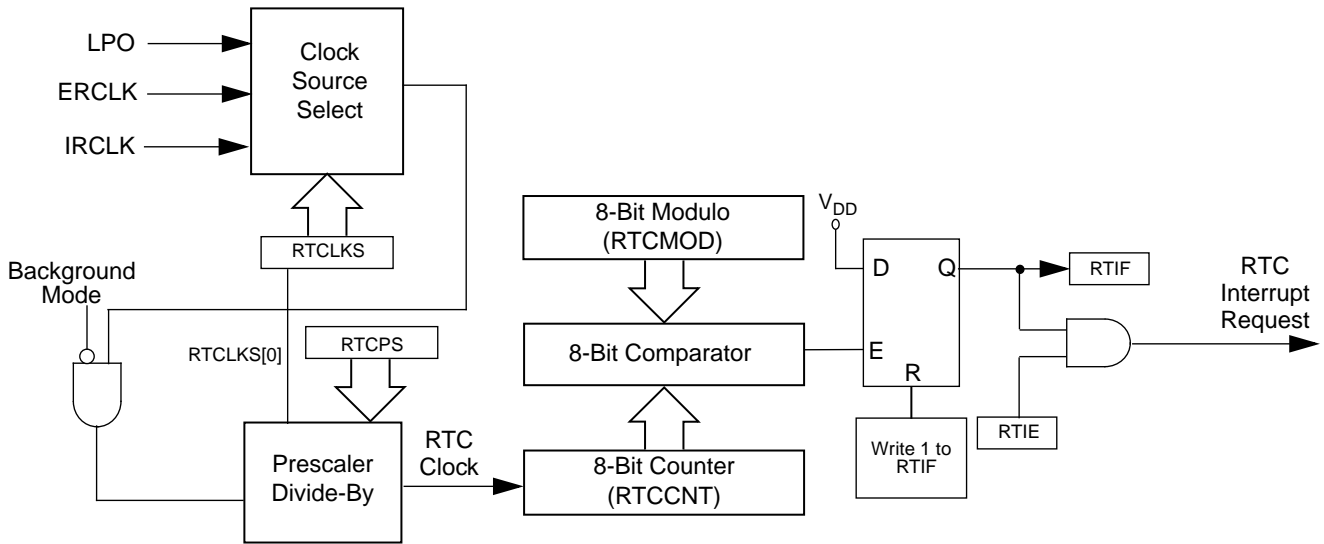 LPO
ERCLK
IRCLK
Clock
Source
Select
RTCLKS
Background
Mode
RTCLKS[0]
RTCPS
Prescaler
Divide-By
RTC
Clock
8-Bit Modulo
(RTCMOD)
8-Bit Comparator
8-Bit Counter
(RTCCNT)
VDD
D
Q
E
R
Write 1 to
RTIF
RTIF
RTIE
RTC
Interrupt
Request